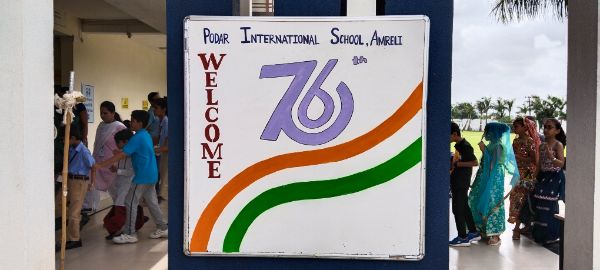 PODAR INTERNATIONAL SCHOOL, AMRELI
WELCOME
76th